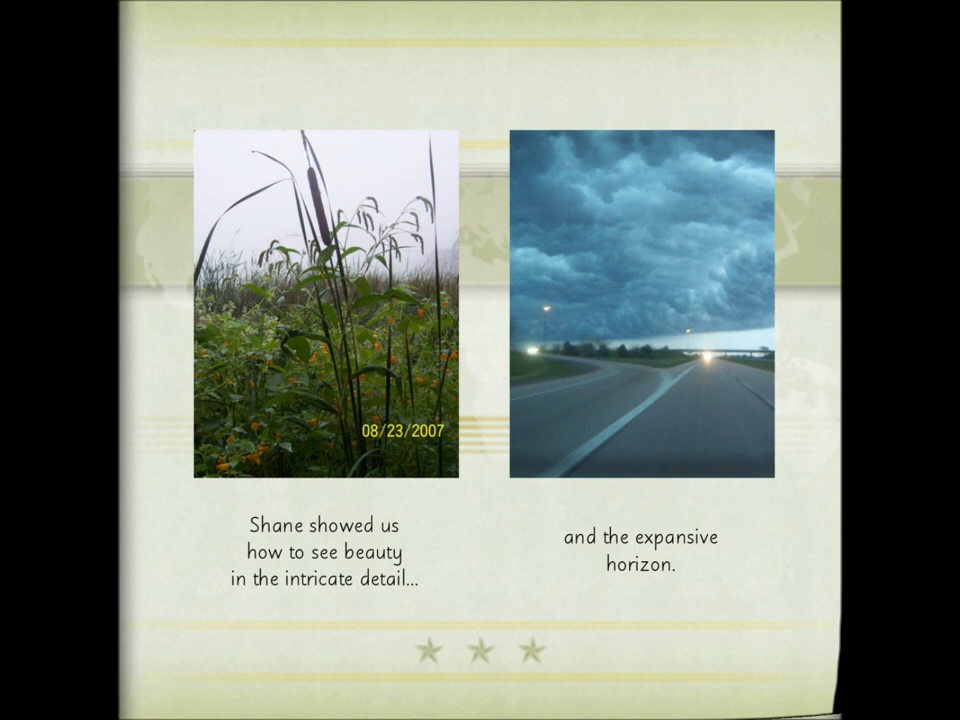 08/23/2007
Shane showed us
how to see beauty
in the intricate detail...
and the expansive
horizon.